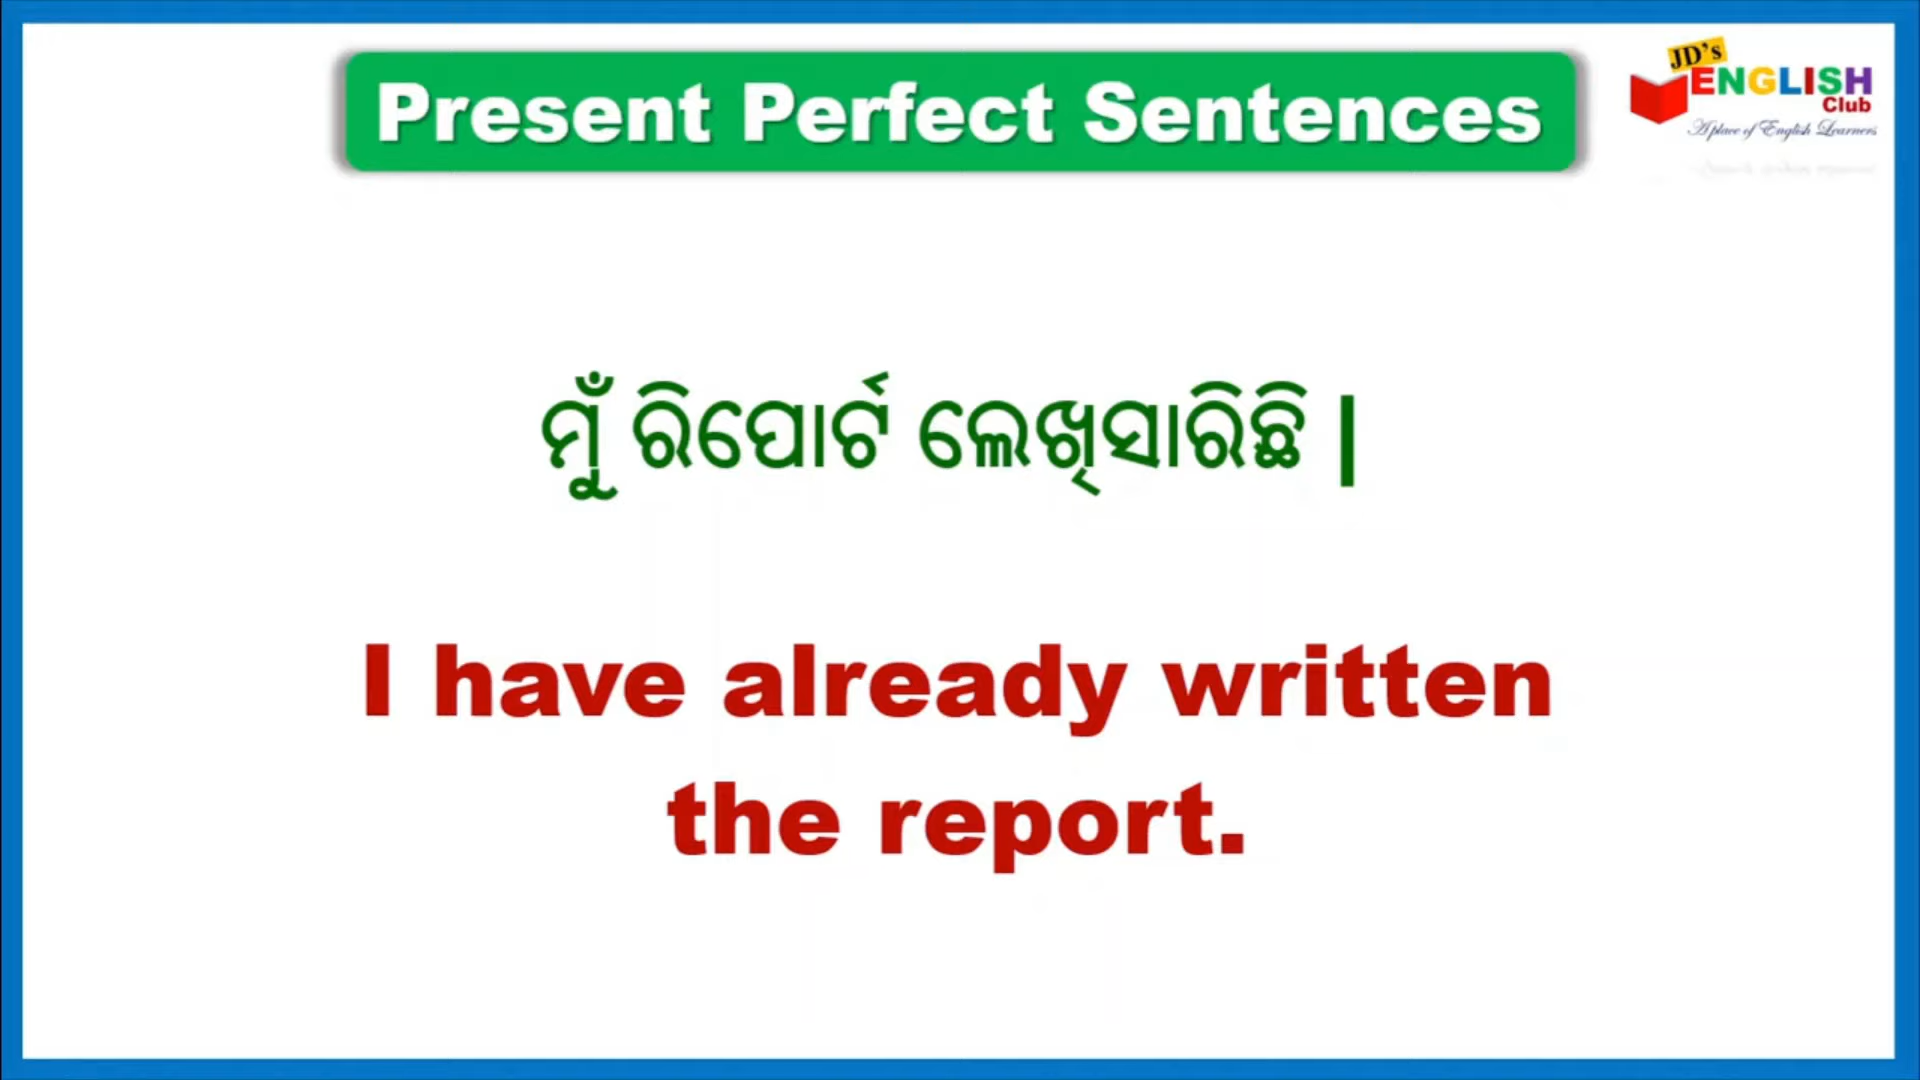 Present Perfect Sentences
JD's
ENGLISH
Club
A place of English Learners
ମୁଁ ରିପୋର୍ଟ ଲେଖିସାରିଛି |
I have already written
the report.